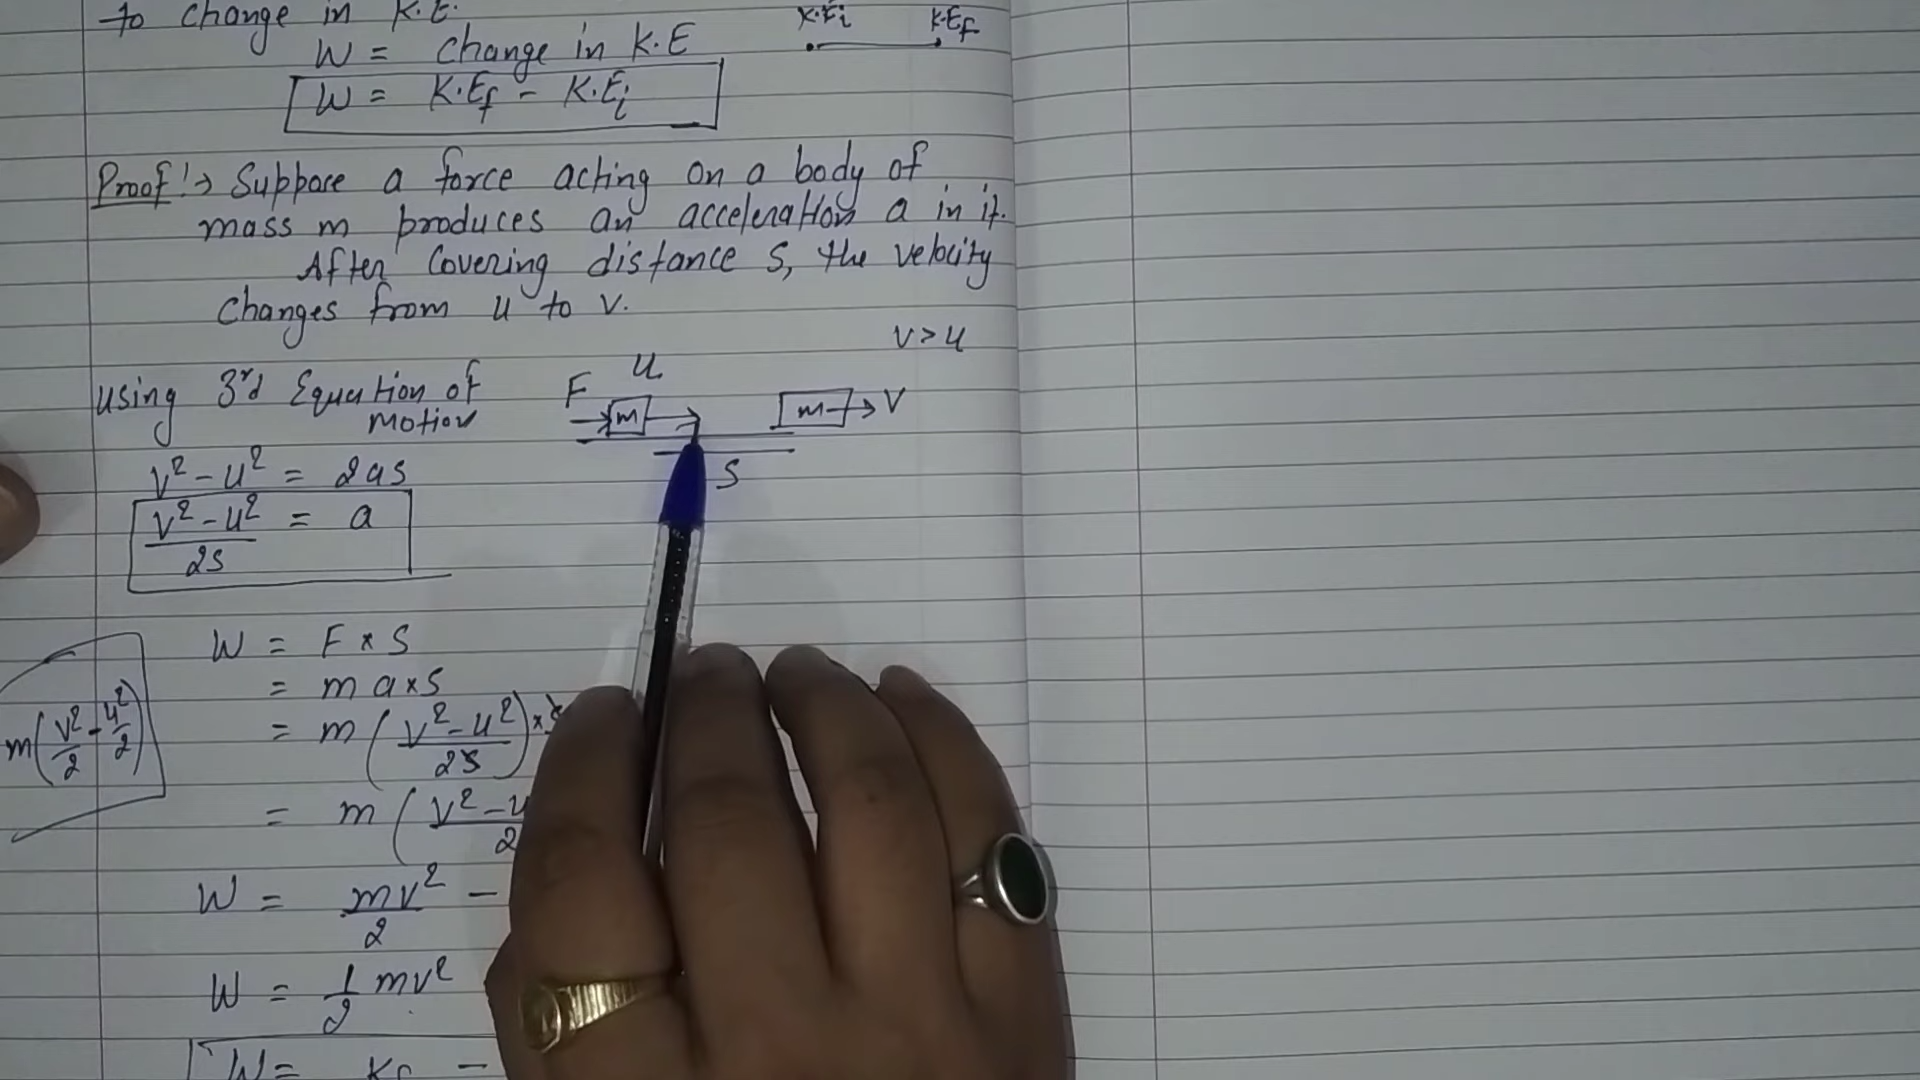 to change in K.E.
K.Ei K.Ef
W = Change in K.E
W = K.Ef - K.Ei
Proof :→ Suppose a force acting on a body of
mass m produces an acceleration a in it.
After Covering distance S, the velocity
Changes from u to v.
v > u
using 3rd Equation of
motion
F u
m m → v
S
v² - u² = 2as
v² - u² / 2s = a
W = F × S
= m a × s
= m ( v² - u² / 2s ) ×
m ( v²/2 - u²/2 )
= m ( v² - u / 2
W = mv²/2 -
W = 1/2 mv²
W = -